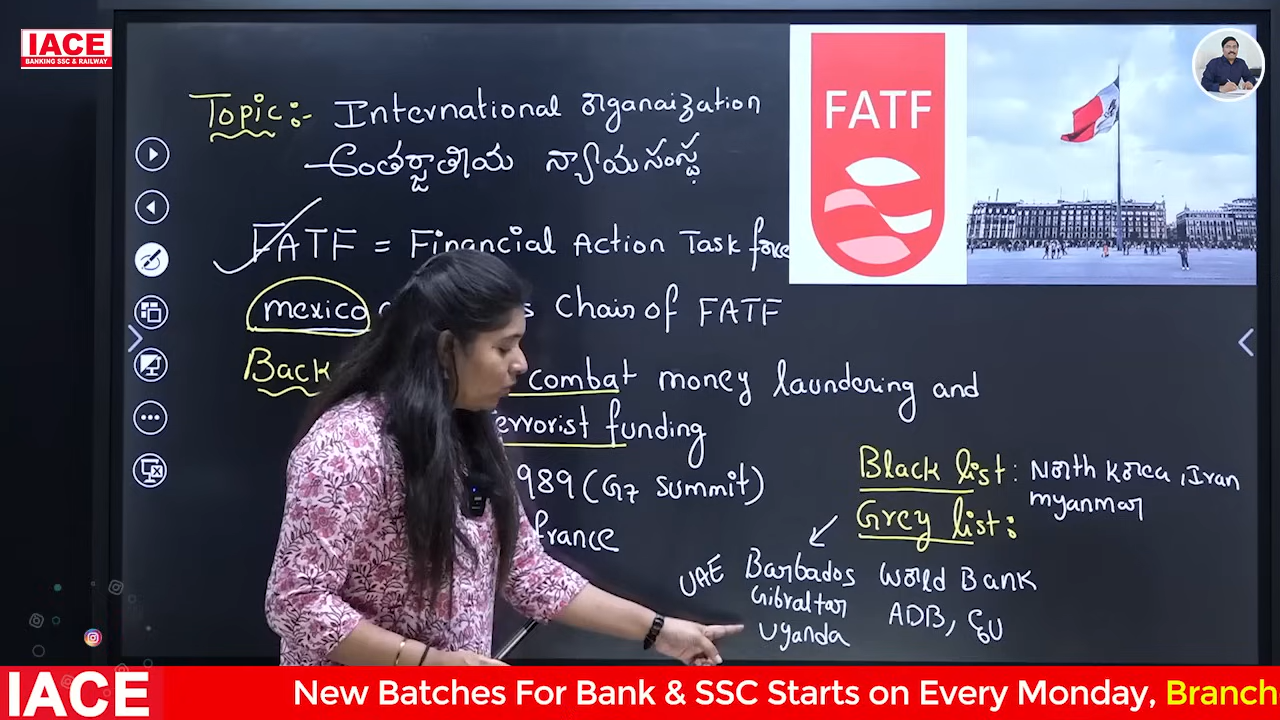 IACE
BANKING SSC & RAILWAY
FATF
Topic:- International Organaization
అంతర్జాతీయ న్యాయసంస్థ
FATF = Financial Action Task force
mexico
Chair of FATF
Back
combat money laundering and
errorist funding
989 (G7 summit)
france
Black list: North Korea, Iran
myanmar
Grey list:
UAE Barbados World Bank
Gibraltar ADB,
Uganda
IACE
New Batches For Bank & SSC Starts on Every Monday, Branch